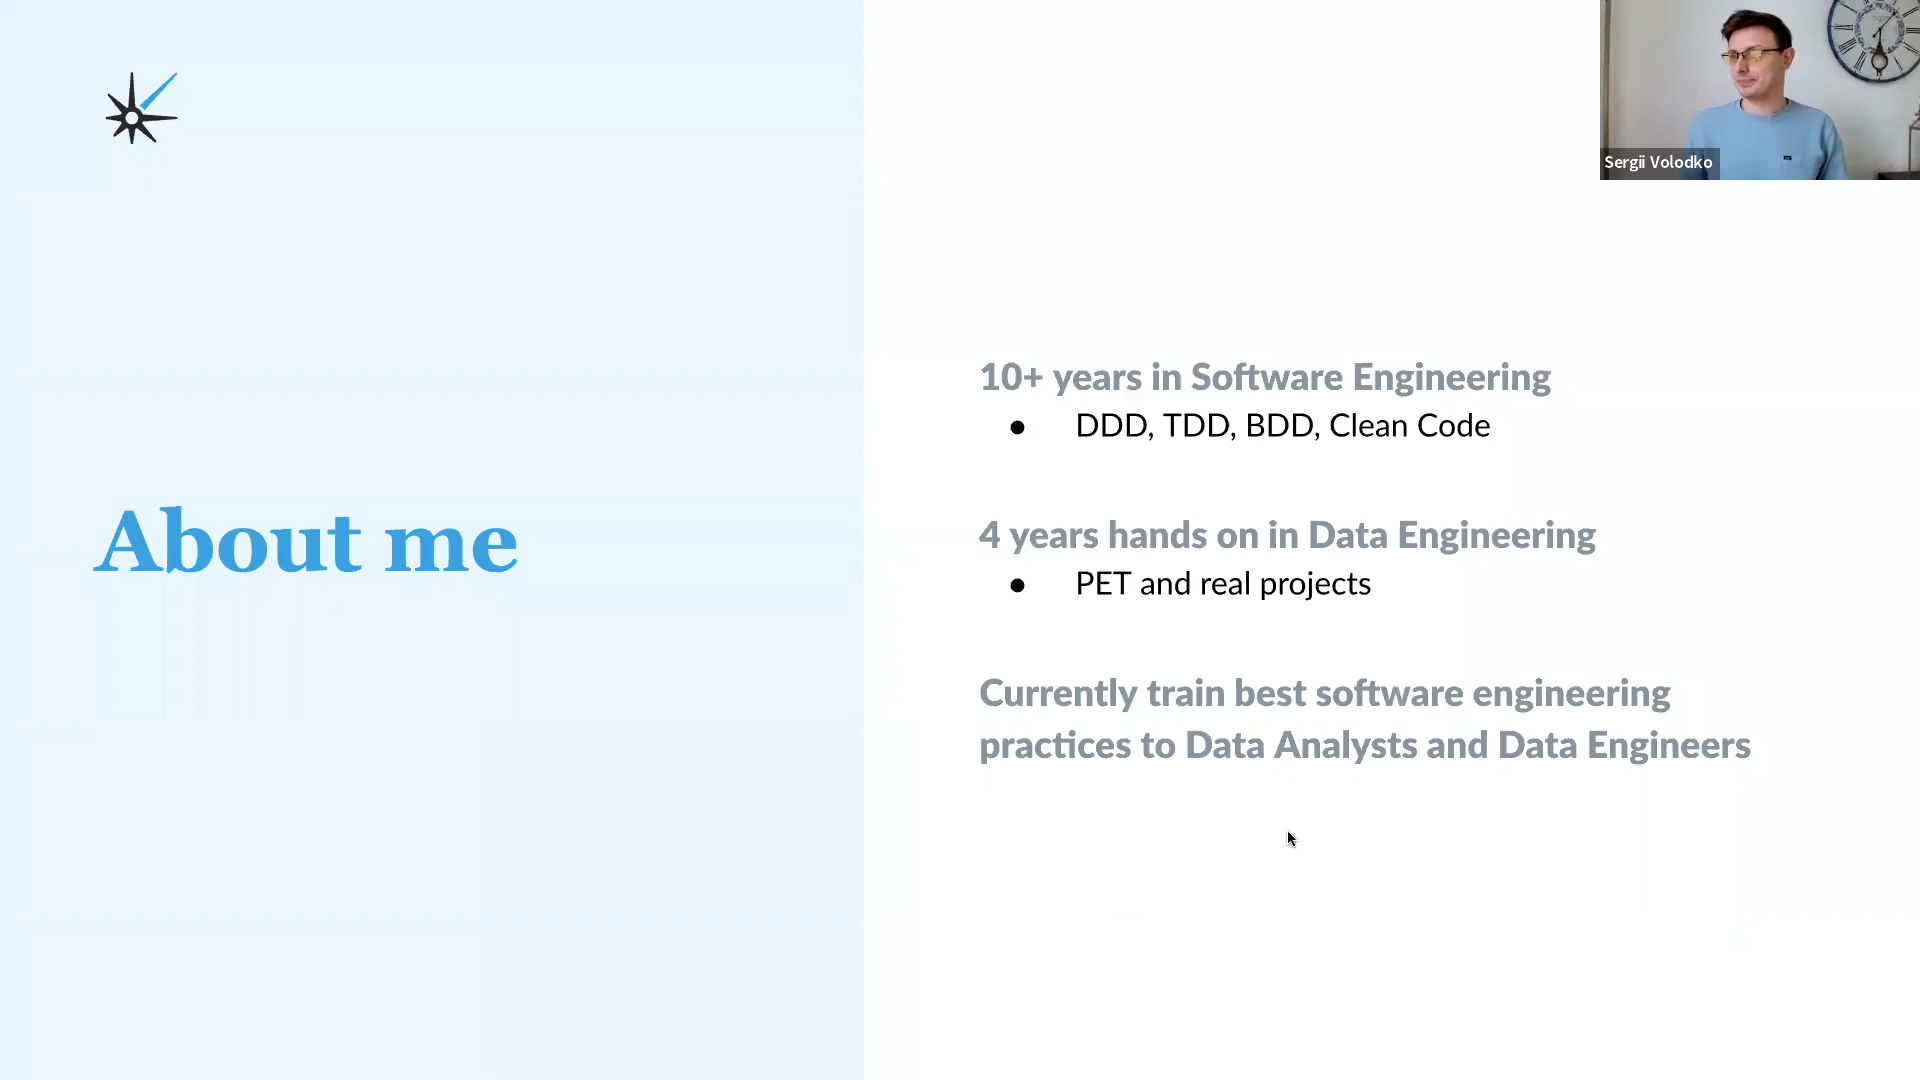 Sergii Volodko
About me
10+ years in Software Engineering
● DDD, TDD, BDD, Clean Code
4 years hands on in Data Engineering
● PET and real projects
Currently train best software engineering
practices to Data Analysts and Data Engineers